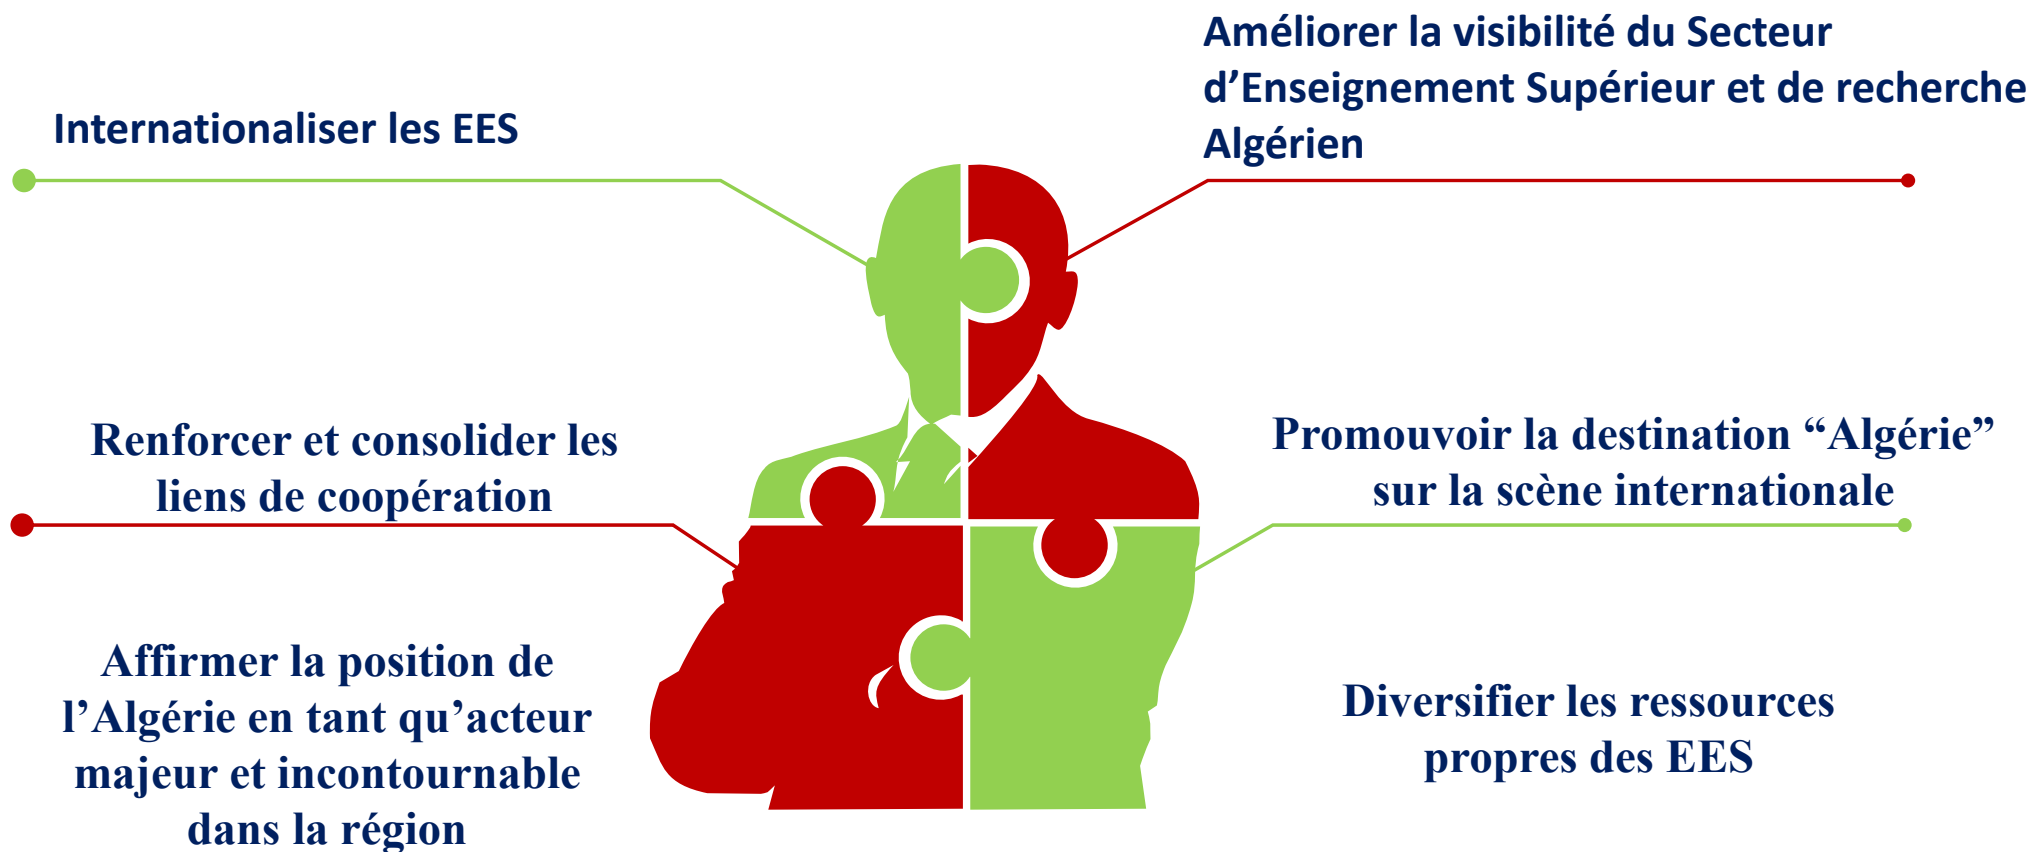 Internationaliser les EES
Améliorer la visibilité du Secteur
d’Enseignement Supérieur et de recherche
Algérien
Renforcer et consolider les
liens de coopération
Promouvoir la destination “Algérie”
sur la scène internationale
Affirmer la position de
l’Algérie en tant qu’acteur
majeur et incontournable
dans la région
Diversifier les ressources
propres des EES